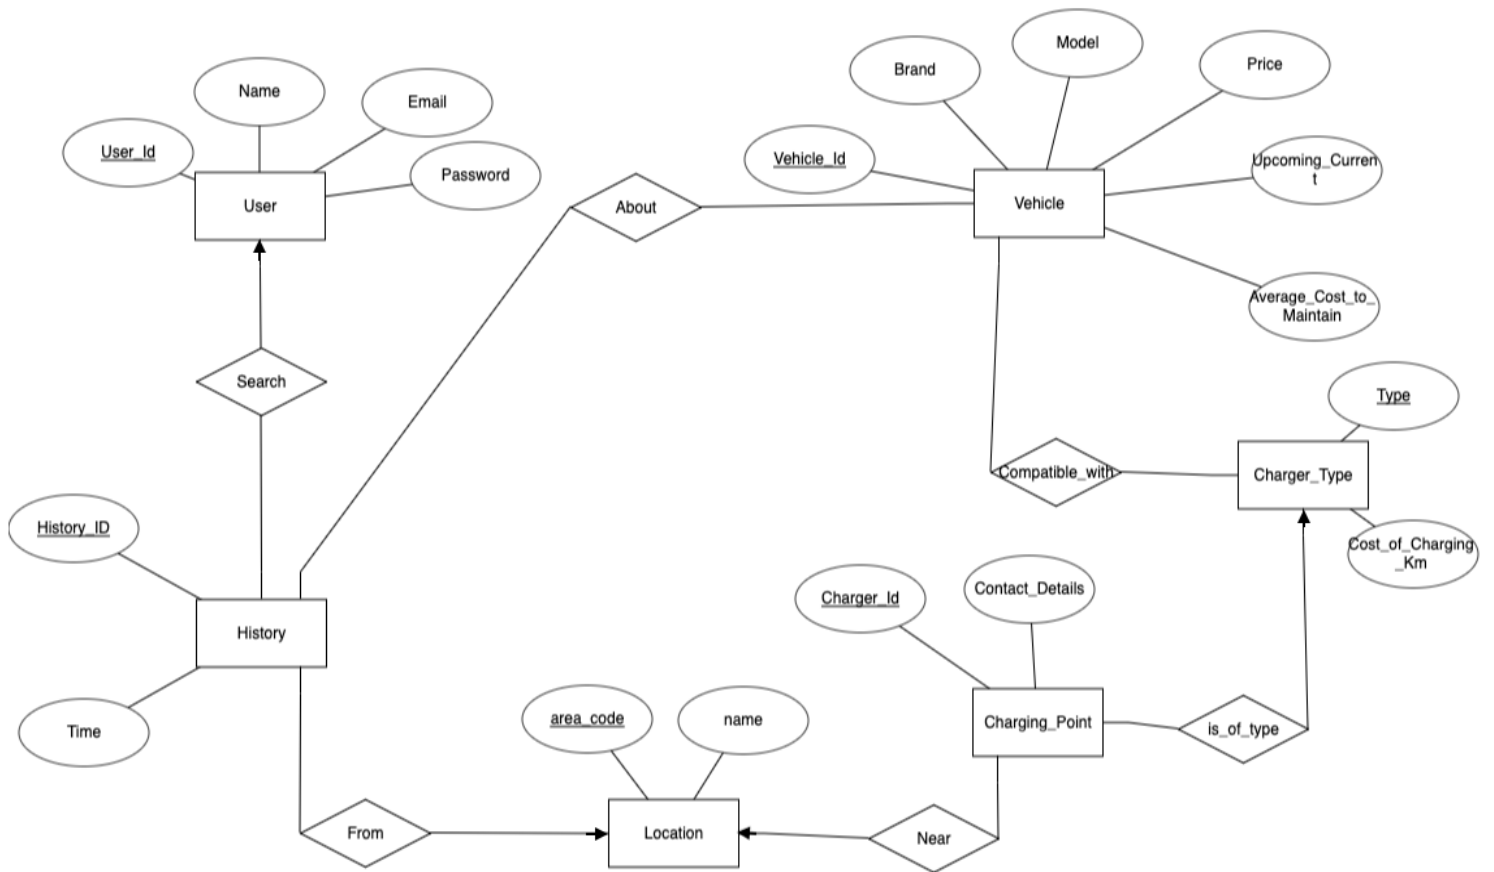 Model
Price
Brand
Name
Email
User_Id
Vehicle_Id
Upcoming_Curren
t
Password
User
About
Vehicle
Average_Cost_to_
Maintain
Search
Type
Compatible_with
Charger_Type
History_ID
Cost_of_Charging
_Km
Charger_Id
Contact_Details
History
area_code
name
Charging_Point
is_of_type
Time
From
Location
Near